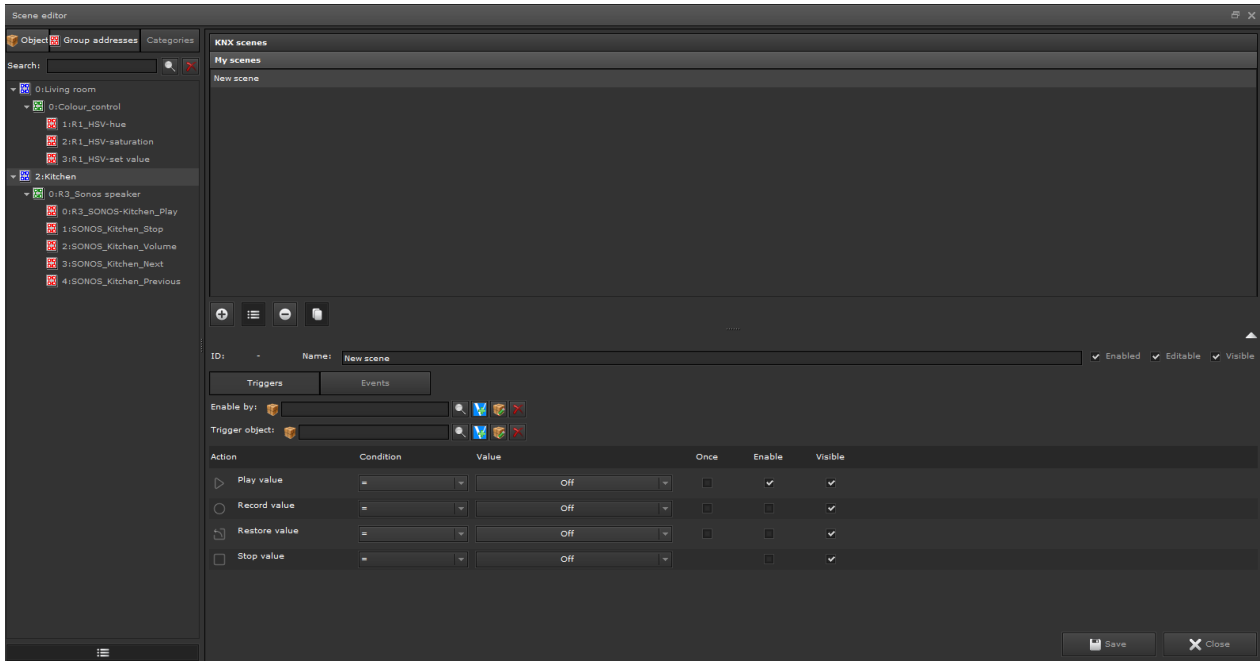 Scene editor
Object Group addresses Categories
Search:
0:Living room
0:Colour_control
1:R1_HSV-hue
2:R1_HSV-saturation
3:R1_HSV-set value
2:Kitchen
0:R3_Sonos speaker
0:R3_SONOS-Kitchen_Play
1:SONOS_Kitchen_Stop
2:SONOS_Kitchen_Volume
3:SONOS_Kitchen_Next
4:SONOS_Kitchen_Previous
KNX scenes
My scenes
New scene
ID: - Name: New scene Enabled Editable Visible
Triggers Events
Enable by:
Trigger object:
Action Condition Value Once Enable Visible
Play value = Off
Record value = Off
Restore value = Off
Stop value = Off
Save Close